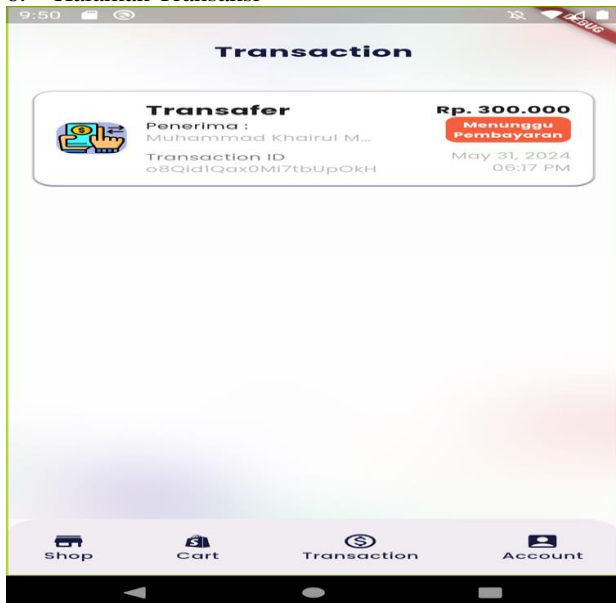 9:50
DEBUG
Transaction
Transafer
Rp. 300.000
Penerima :
Menunggu
Pembayaran
Muhammad Khairul M...
Transaction ID
May 31, 2024
o8Qid1Qax0Mi7tbUpOkH
06:17 PM
Shop
Cart
Transaction
Account